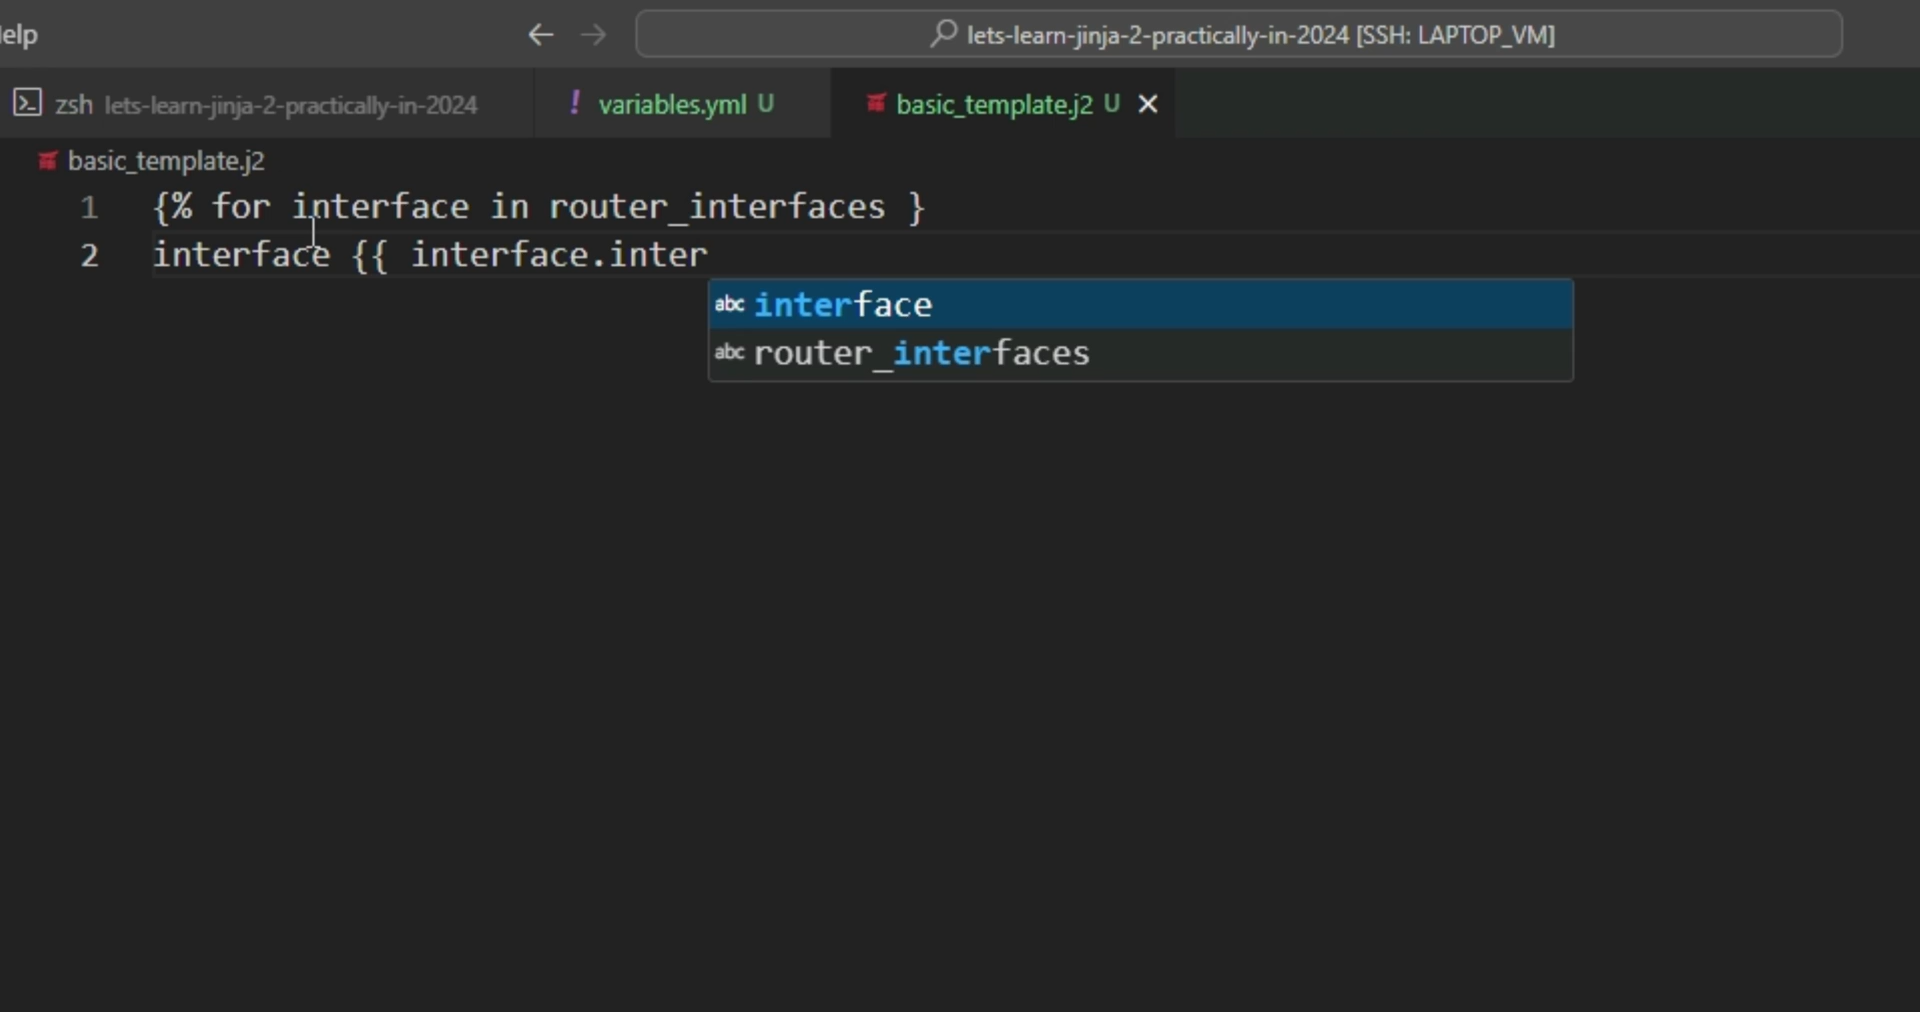 elp
lets-learn-jinja-2-practically-in-2024 [SSH: LAPTOP_VM]
zsh lets-learn-jinja-2-practically-in-2024
! variables.yml U
basic_template.j2 U
basic_template.j2
1 {% for interface in router_interfaces }
2 interface {{ interface.inter
abc interface
abc router_interfaces